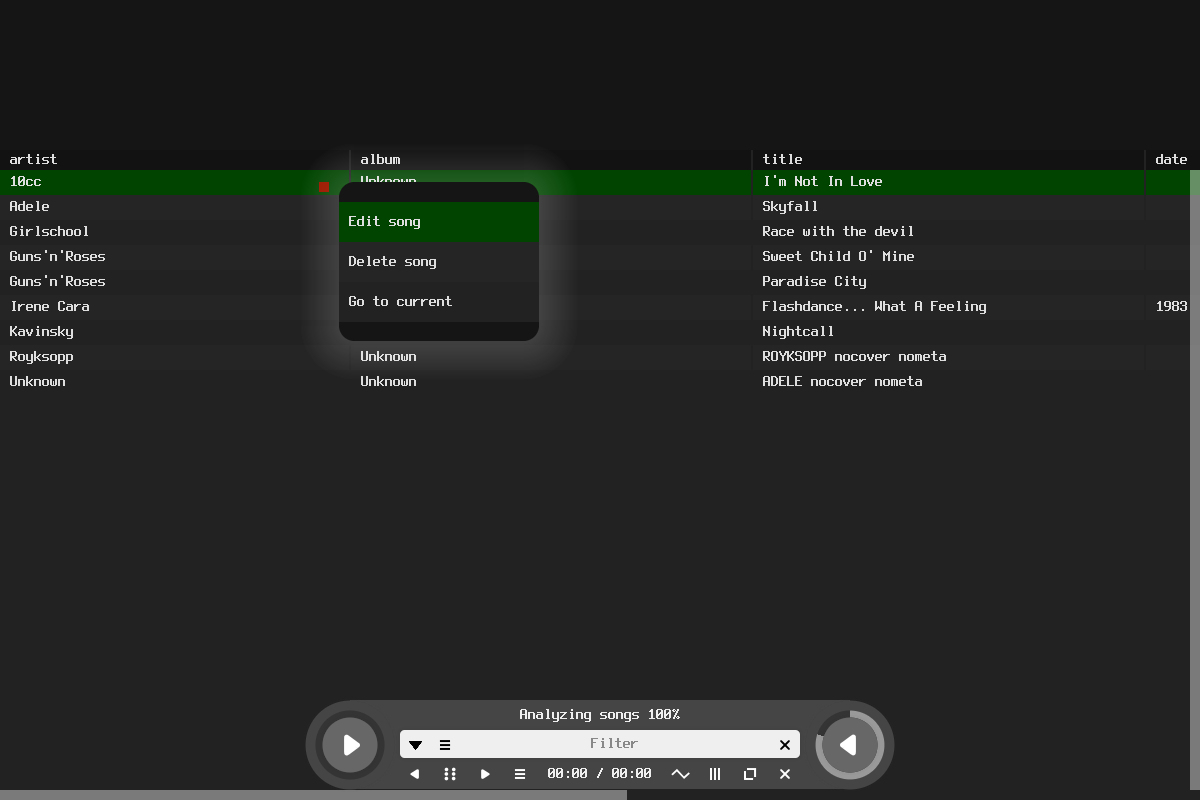 artist album title date
10cc Unknown I'm Not In Love
Adele Skyfall
Girlschool Race with the devil
Guns'n'Roses Sweet Child O' Mine
Guns'n'Roses Paradise City
Irene Cara Flashdance... What A Feeling 1983
Kavinsky Nightcall
Royksopp Unknown ROYKSOPP nocover nometa
Unknown Unknown ADELE nocover nometa
Edit song
Delete song
Go to current
Analyzing songs 100%
Filter
00:00 / 00:00